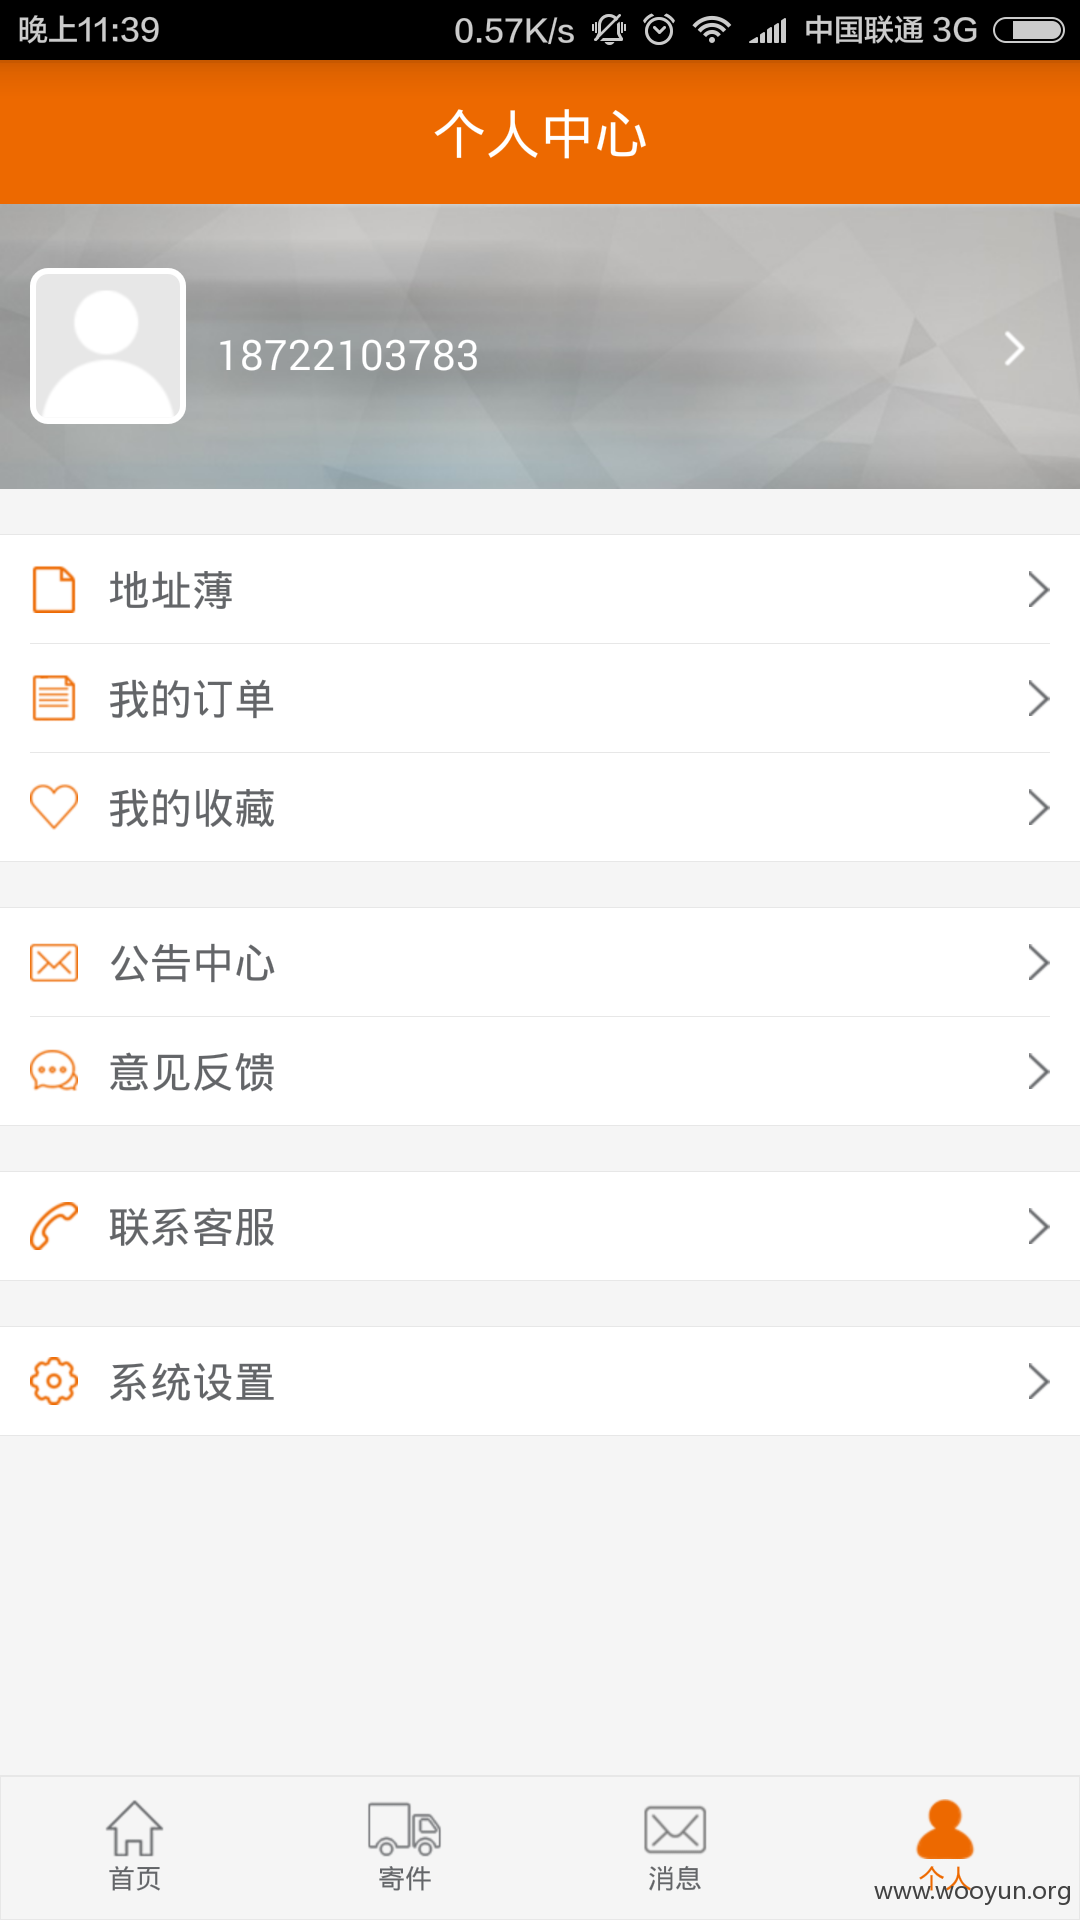 晚上11:39 0.57K/s 中国联通 3G
个人中心
18722103783
地址薄
我的订单
我的收藏
公告中心
意见反馈
联系客服
系统设置
首页 寄件 消息 个人
www.wooyun.org